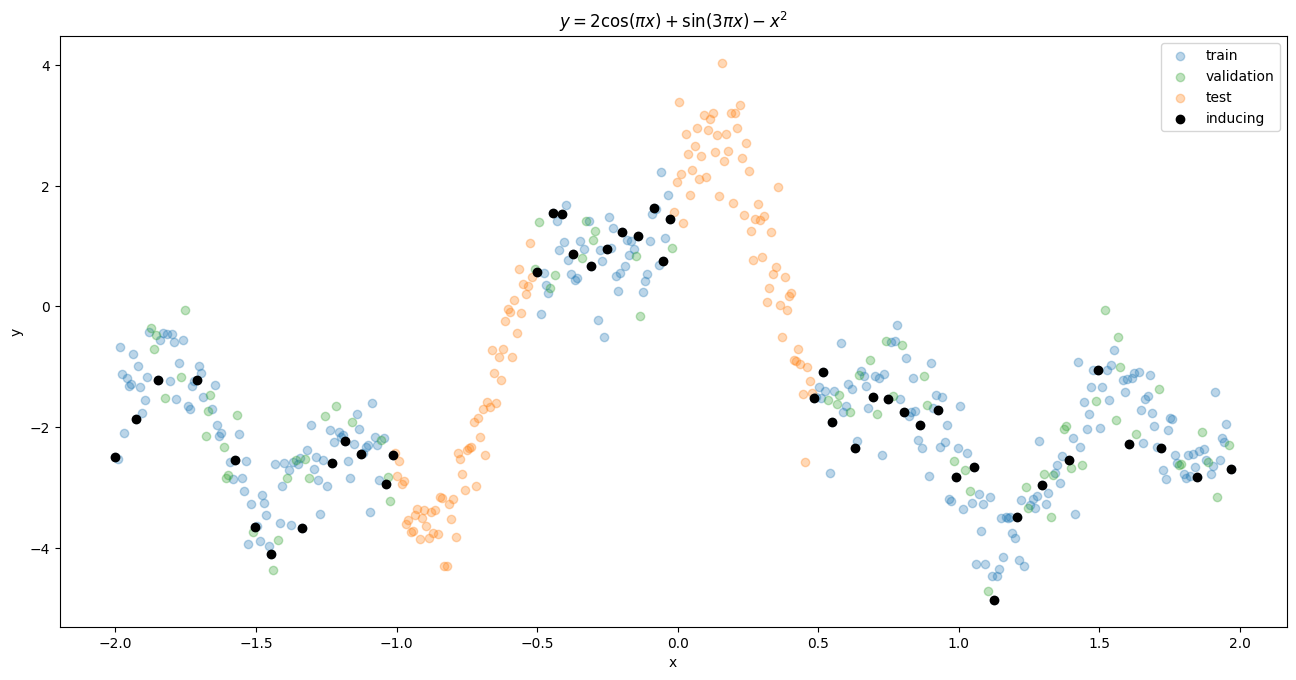 y = 2cos(πx) + sin(3πx) − x²
train
validation
test
inducing
4
2
0
−2
−4
y
−2.0 −1.5 −1.0 −0.5 0.0 0.5 1.0 1.5 2.0
x